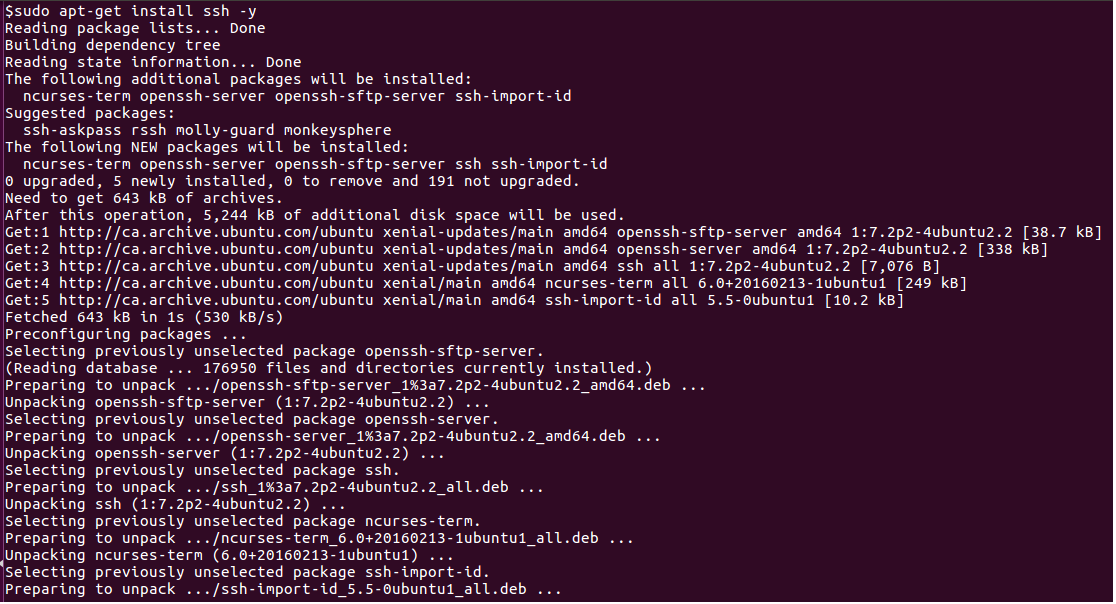 $sudo apt-get install ssh -y
Reading package lists... Done
Building dependency tree
Reading state information... Done
The following additional packages will be installed:
  ncurses-term openssh-server openssh-sftp-server ssh-import-id
Suggested packages:
  ssh-askpass rssh molly-guard monkeysphere
The following NEW packages will be installed:
  ncurses-term openssh-server openssh-sftp-server ssh ssh-import-id
0 upgraded, 5 newly installed, 0 to remove and 191 not upgraded.
Need to get 643 kB of archives.
After this operation, 5,244 kB of additional disk space will be used.
Get:1 http://ca.archive.ubuntu.com/ubuntu xenial-updates/main amd64 openssh-sftp-server amd64 1:7.2p2-4ubuntu2.2 [38.7 kB]
Get:2 http://ca.archive.ubuntu.com/ubuntu xenial-updates/main amd64 openssh-server amd64 1:7.2p2-4ubuntu2.2 [338 kB]
Get:3 http://ca.archive.ubuntu.com/ubuntu xenial-updates/main amd64 ssh all 1:7.2p2-4ubuntu2.2 [7,076 B]
Get:4 http://ca.archive.ubuntu.com/ubuntu xenial/main amd64 ncurses-term all 6.0+20160213-1ubuntu1 [249 kB]
Get:5 http://ca.archive.ubuntu.com/ubuntu xenial/main amd64 ssh-import-id all 5.5-0ubuntu1 [10.2 kB]
Fetched 643 kB in 1s (530 kB/s)
Preconfiguring packages ...
Selecting previously unselected package openssh-sftp-server.
(Reading database ... 176950 files and directories currently installed.)
Preparing to unpack .../openssh-sftp-server_1%3a7.2p2-4ubuntu2.2_amd64.deb ...
Unpacking openssh-sftp-server (1:7.2p2-4ubuntu2.2) ...
Selecting previously unselected package openssh-server.
Preparing to unpack .../openssh-server_1%3a7.2p2-4ubuntu2.2_amd64.deb ...
Unpacking openssh-server (1:7.2p2-4ubuntu2.2) ...
Selecting previously unselected package ssh.
Preparing to unpack .../ssh_1%3a7.2p2-4ubuntu2.2_all.deb ...
Unpacking ssh (1:7.2p2-4ubuntu2.2) ...
Selecting previously unselected package ncurses-term.
Preparing to unpack .../ncurses-term_6.0+20160213-1ubuntu1_all.deb ...
Unpacking ncurses-term (6.0+20160213-1ubuntu1) ...
Selecting previously unselected package ssh-import-id.
Preparing to unpack .../ssh-import-id_5.5-0ubuntu1_all.deb ...